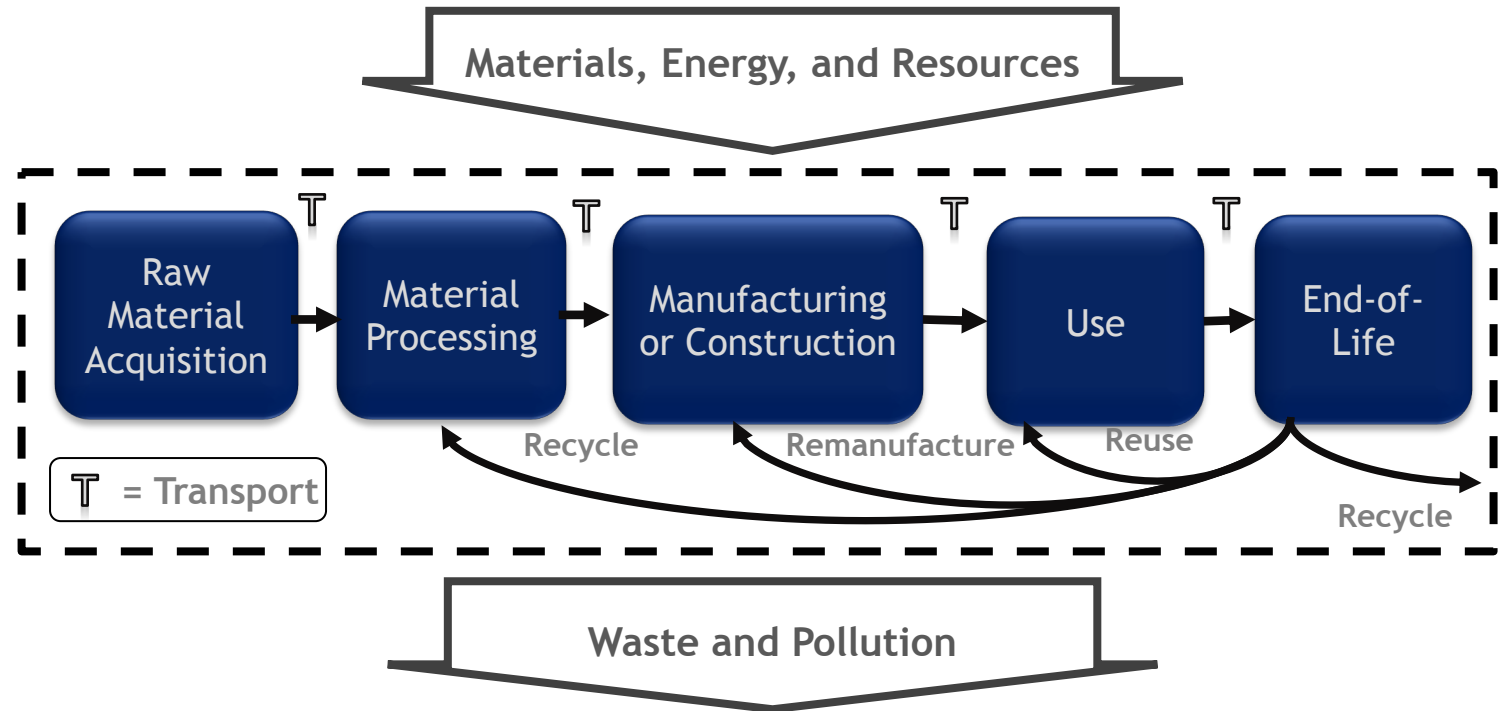 Materials, Energy, and Resources
T
T
T
T
Raw
Material
Acquisition
Material
Processing
Manufacturing
or Construction
Use
End-of-
Life
Recycle
Remanufacture
Reuse
T = Transport
Recycle
Waste and Pollution